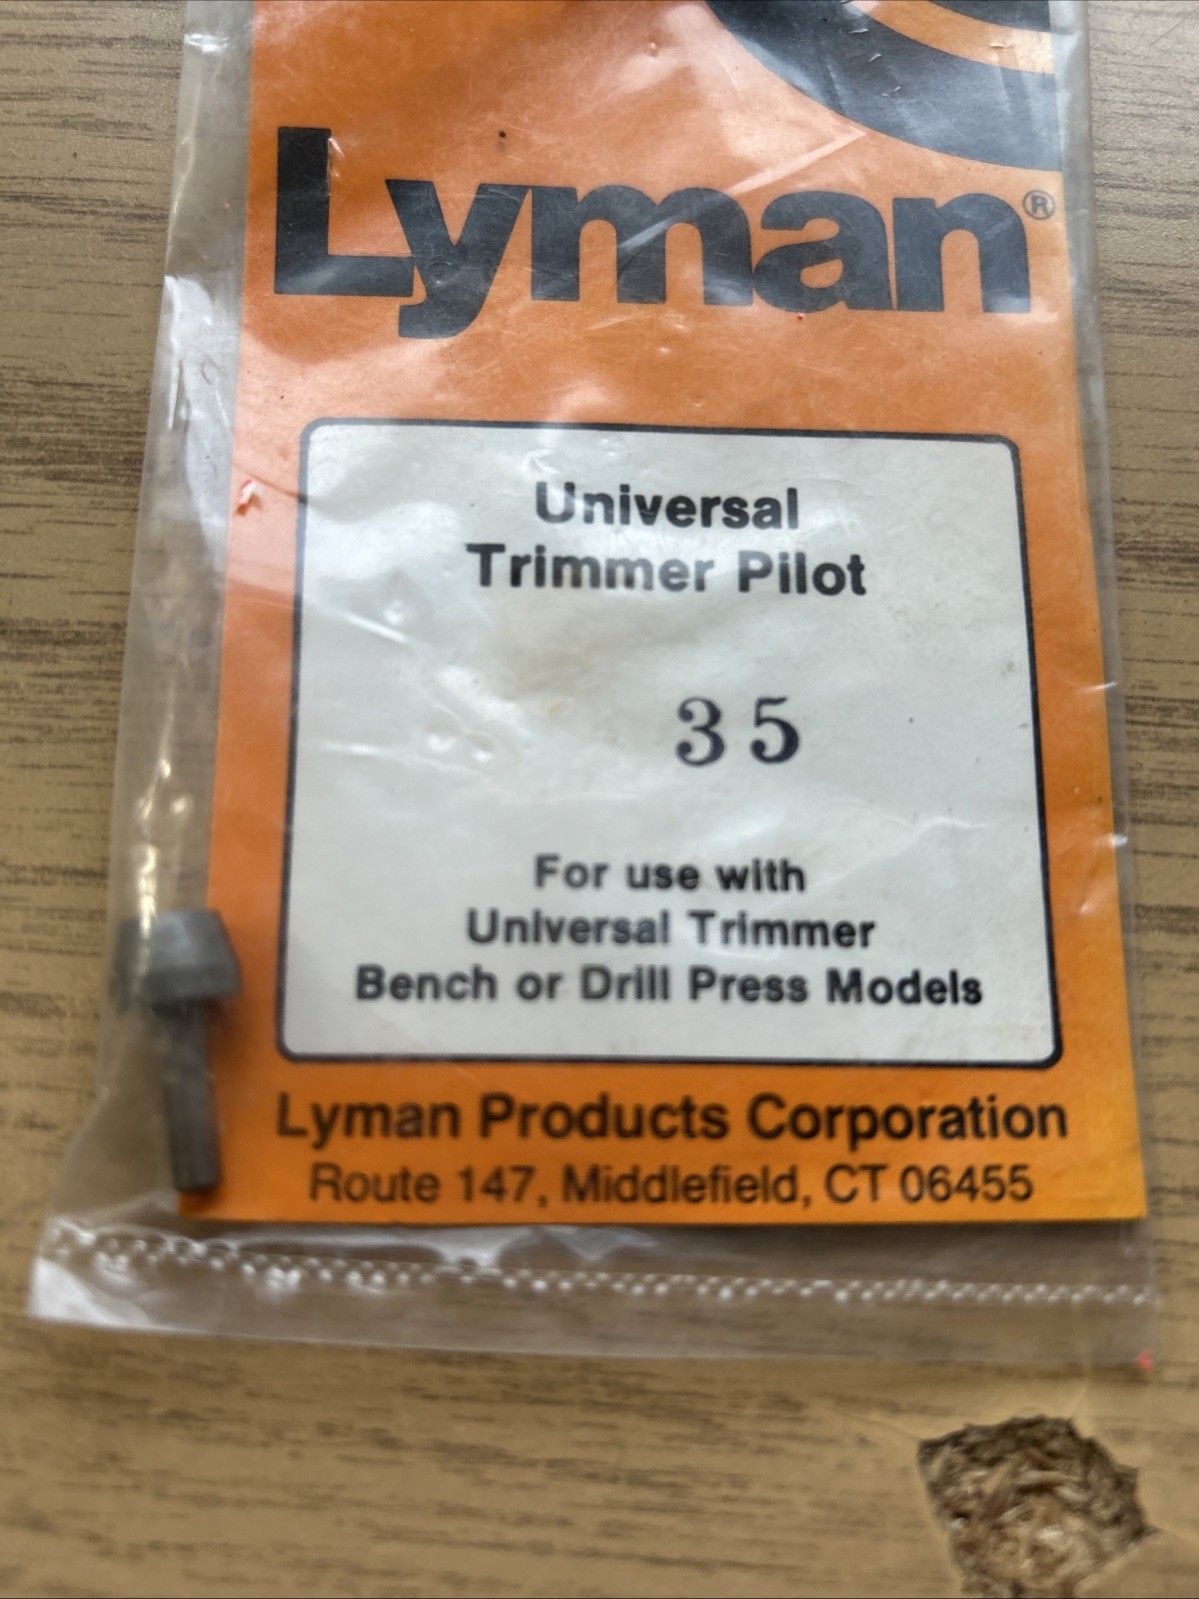 Lyman®
Universal
Trimmer Pilot
35
For use with
Universal Trimmer
Bench or Drill Press Models
Lyman Products Corporation
Route 147, Middlefield, CT 06455